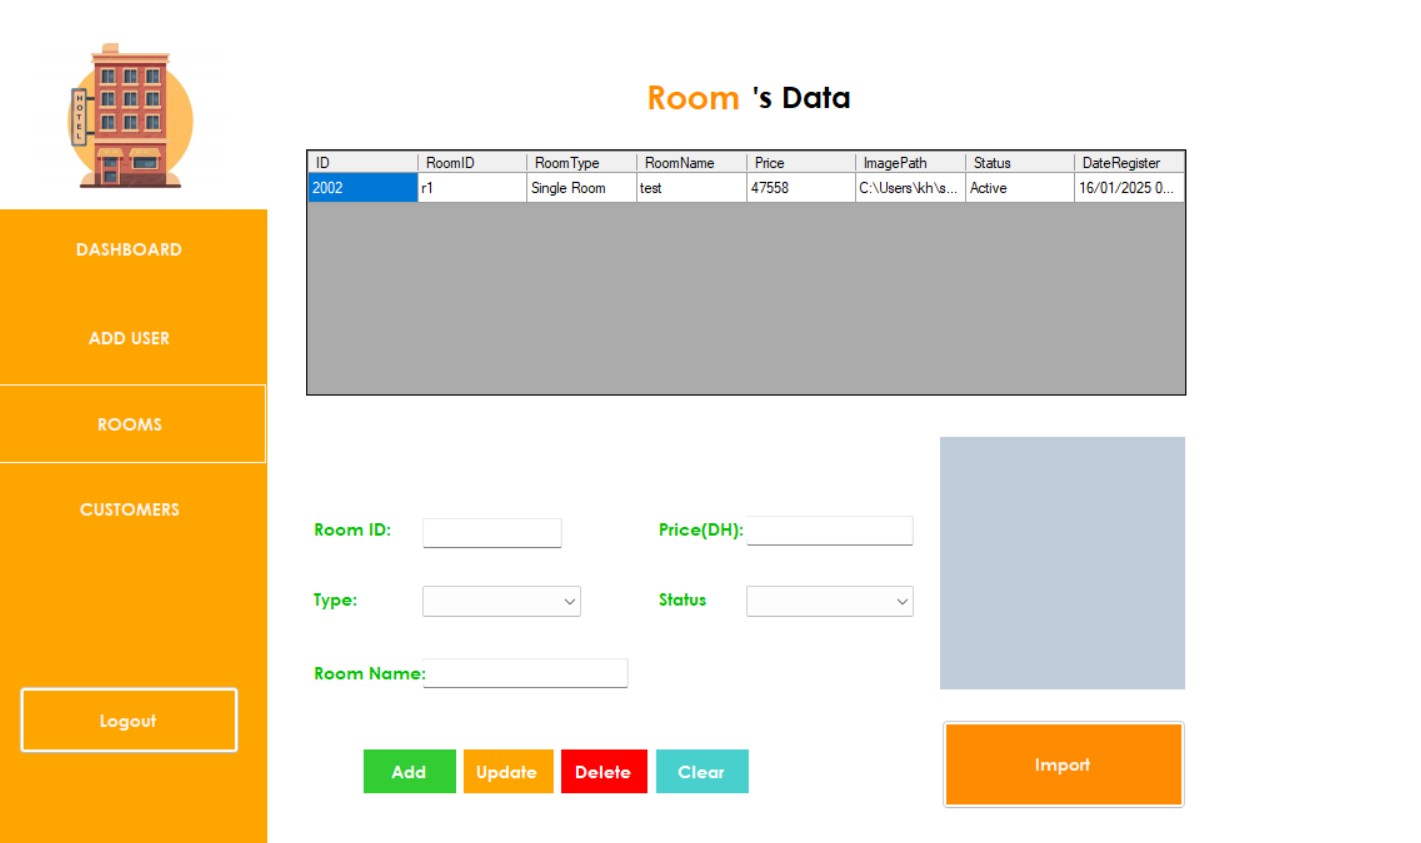 HOTEL
Room 's Data
ID RoomID RoomType RoomName Price ImagePath Status DateRegister
2002 r1 Single Room test 47558 C:\Users\kh\s... Active 16/01/2025 0...
DASHBOARD
ADD USER
ROOMS
CUSTOMERS
Logout
Room ID:
Price(DH):
Type:
Status
Room Name:
Add Update Delete Clear
Import